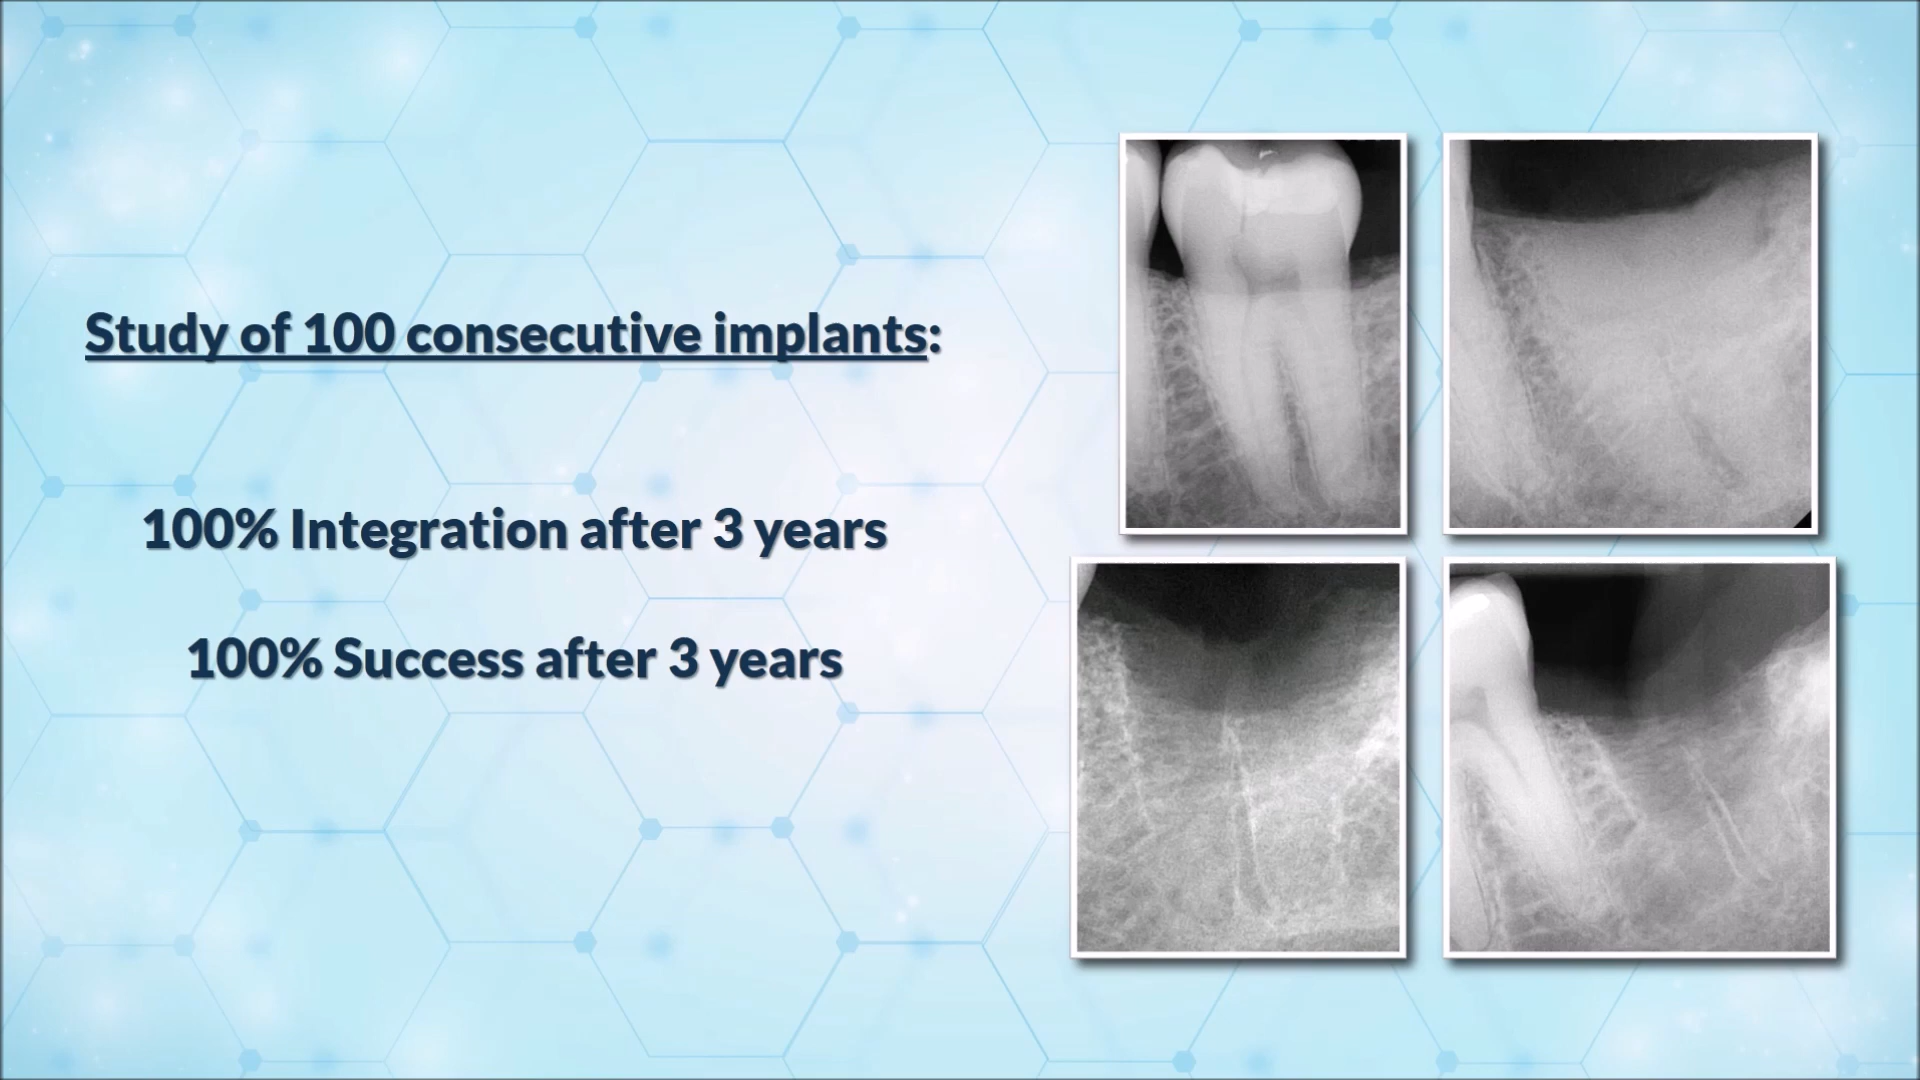 Study of 100 consecutive implants:
100% Integration after 3 years
100% Success after 3 years